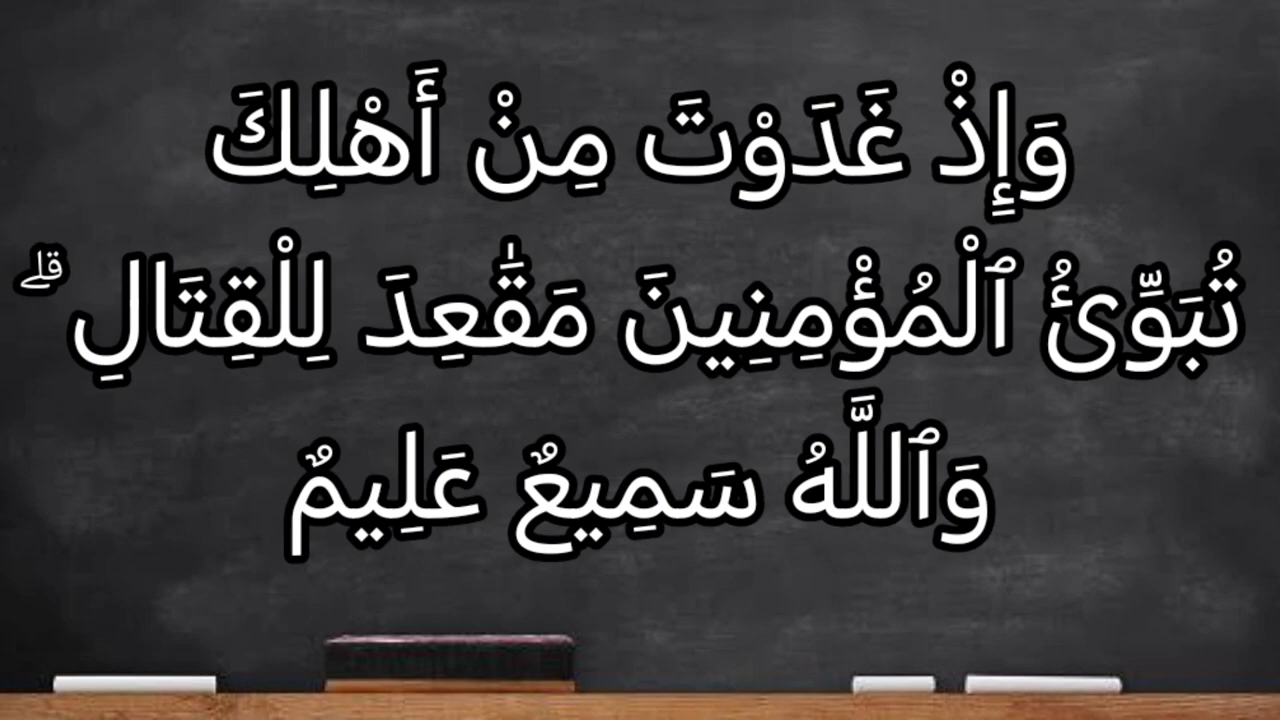 وَإِذْ غَدَوْتَ مِنْ أَهْلِكَ
تُبَوِّئُ ٱلْمُؤْمِنِينَ مَقَٰعِدَ لِلْقِتَالِ ۗ
وَٱللَّهُ سَمِيعٌ عَلِيمٌ